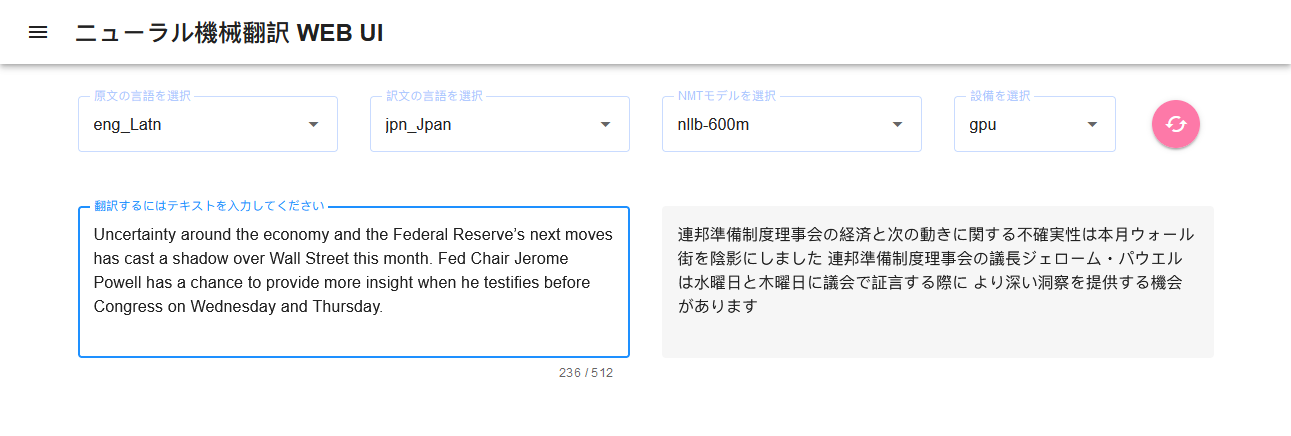 ニューラル機械翻訳 WEB UI
原文の言語を選択
eng_Latn
訳文の言語を選択
jpn_Jpan
NMTモデルを選択
nllb-600m
設備を選択
gpu
翻訳するにはテキストを入力してください
Uncertainty around the economy and the Federal Reserve’s next moves
has cast a shadow over Wall Street this month. Fed Chair Jerome
Powell has a chance to provide more insight when he testifies before
Congress on Wednesday and Thursday.
236 / 512
連邦準備制度理事会の経済と次の動きに関する不確実性は本月ウォール
街を陰影にしました 連邦準備制度理事会の議長ジェローム・パウエル
は水曜日と木曜日に議会で証言する際に より深い洞察を提供する機会
があります